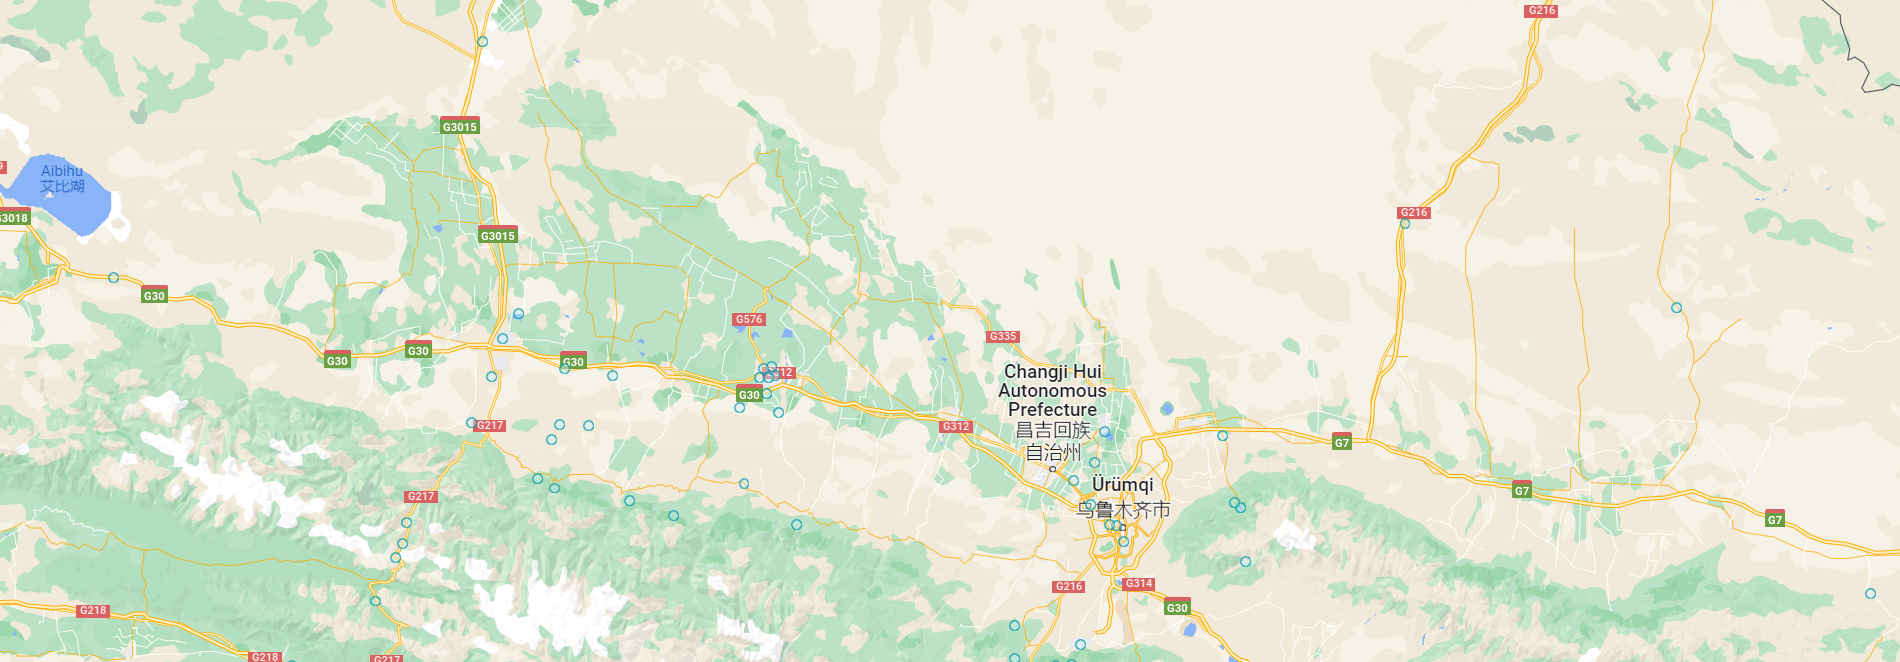 G216
G3015
Aibihu
艾比湖
G216
G3018
G3015
G30
G576
G335
G30
G30
G30
G312
G30
Changji Hui
Autonomous
Prefecture
昌吉回族
自治州
G217
G312
G7
Ürümqi
乌鲁木齐市
G217
G7
G7
G216
G314
G30
G218
G218
G217